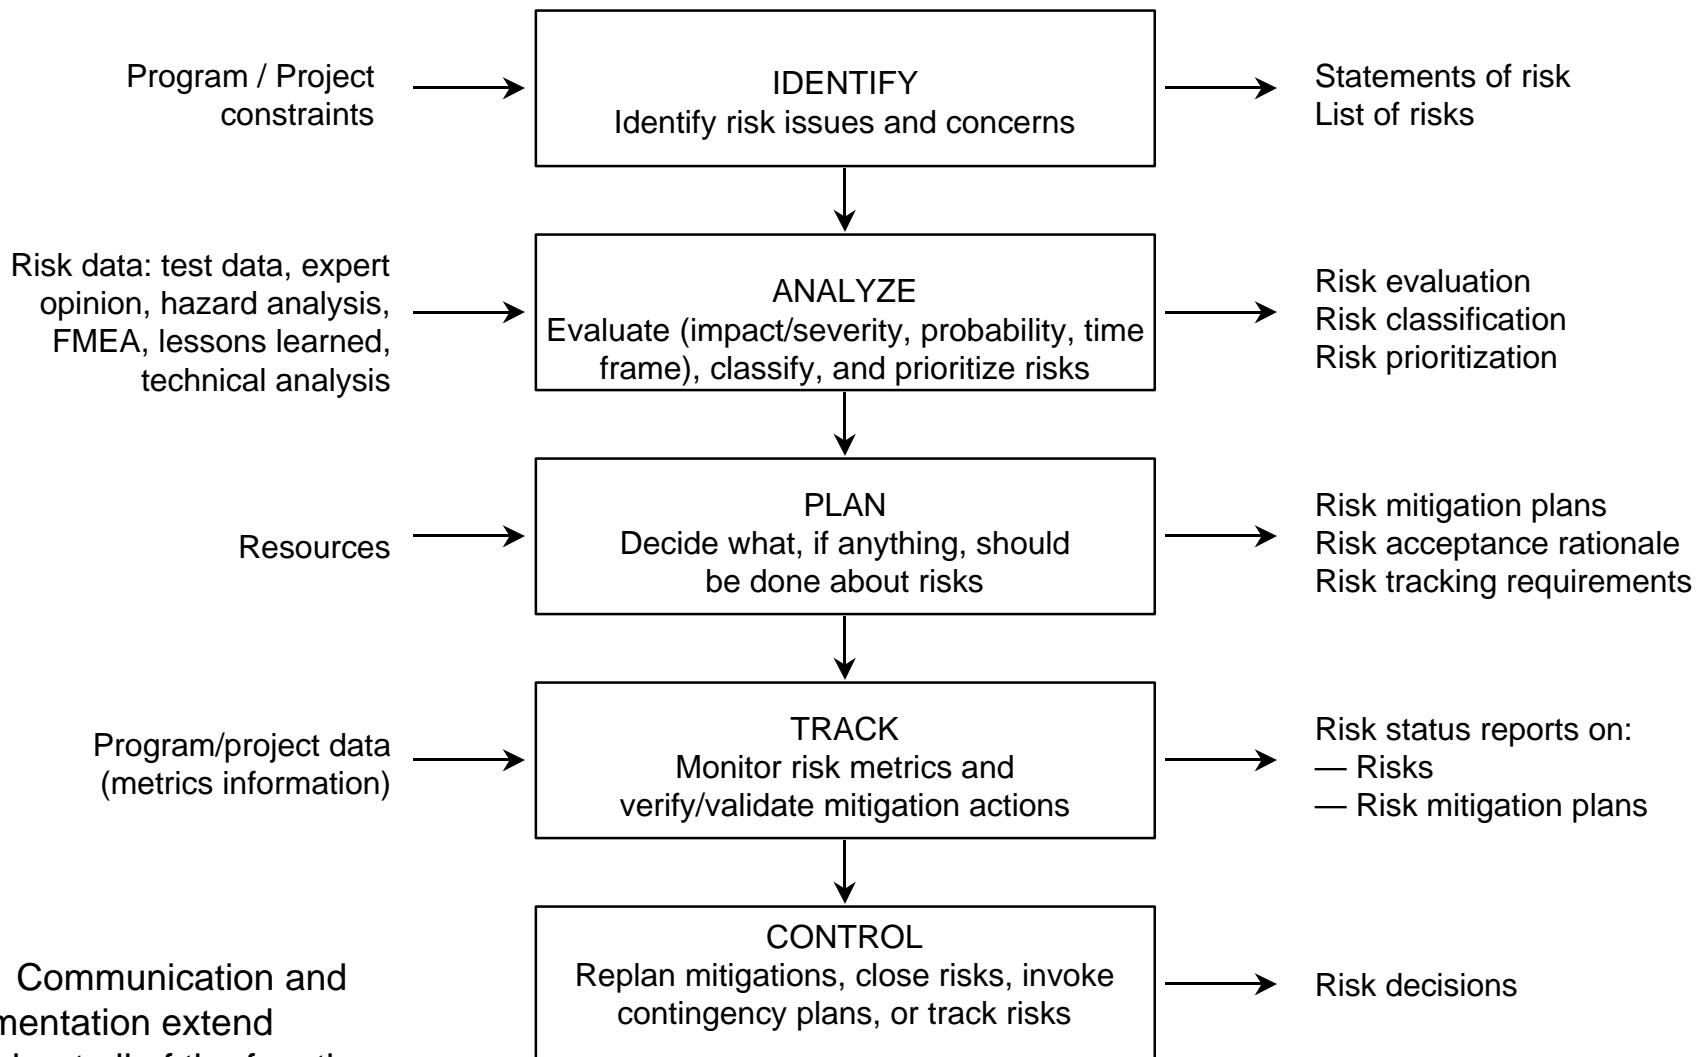 Program / Project
constraints
IDENTIFY
Identify risk issues and concerns
Statements of risk
List of risks
Risk data: test data, expert
opinion, hazard analysis,
FMEA, lessons learned,
technical analysis
ANALYZE
Evaluate (impact/severity, probability, time
frame), classify, and prioritize risks
Risk evaluation
Risk classification
Risk prioritization
Resources
PLAN
Decide what, if anything, should
be done about risks
Risk mitigation plans
Risk acceptance rationale
Risk tracking requirements
Program/project data
(metrics information)
TRACK
Monitor risk metrics and
verify/validate mitigation actions
Risk status reports on:
— Risks
— Risk mitigation plans
CONTROL
Replan mitigations, close risks, invoke
contingency plans, or track risks
Risk decisions
Communication and
mentation extend
all of the